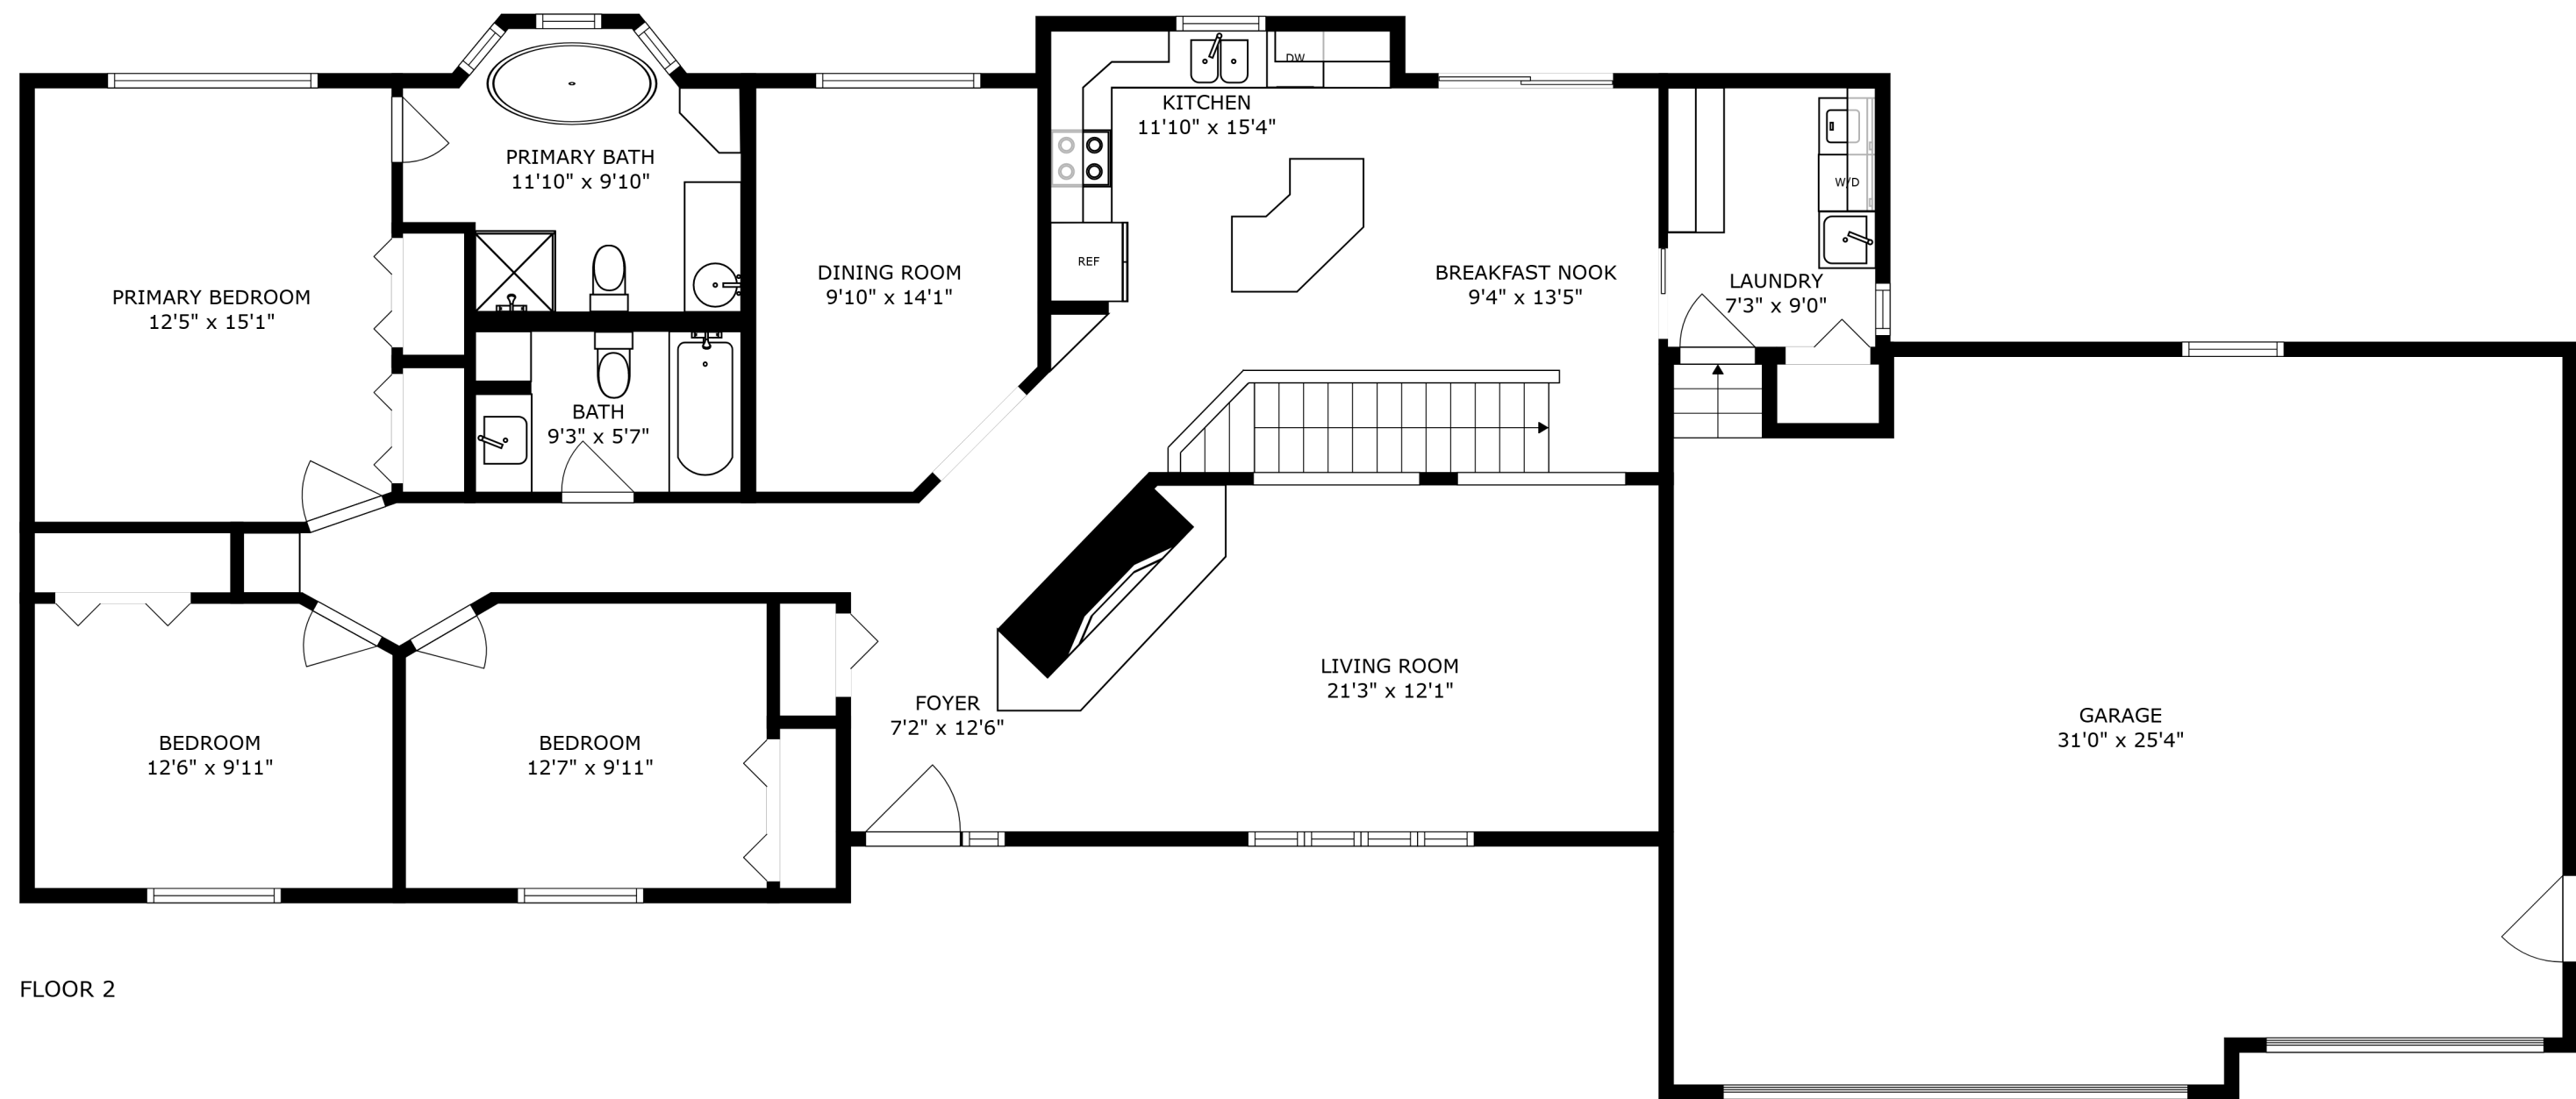 KITCHEN
11'10" x 15'4"
DW
PRIMARY BATH
11'10" x 9'10"
W/D
REF
DINING ROOM
9'10" x 14'1"
BREAKFAST NOOK
9'4" x 13'5"
LAUNDRY
7'3" x 9'0"
PRIMARY BEDROOM
12'5" x 15'1"
BATH
9'3" x 5'7"
LIVING ROOM
21'3" x 12'1"
FOYER
7'2" x 12'6"
GARAGE
31'0" x 25'4"
BEDROOM
12'6" x 9'11"
BEDROOM
12'7" x 9'11"
FLOOR 2